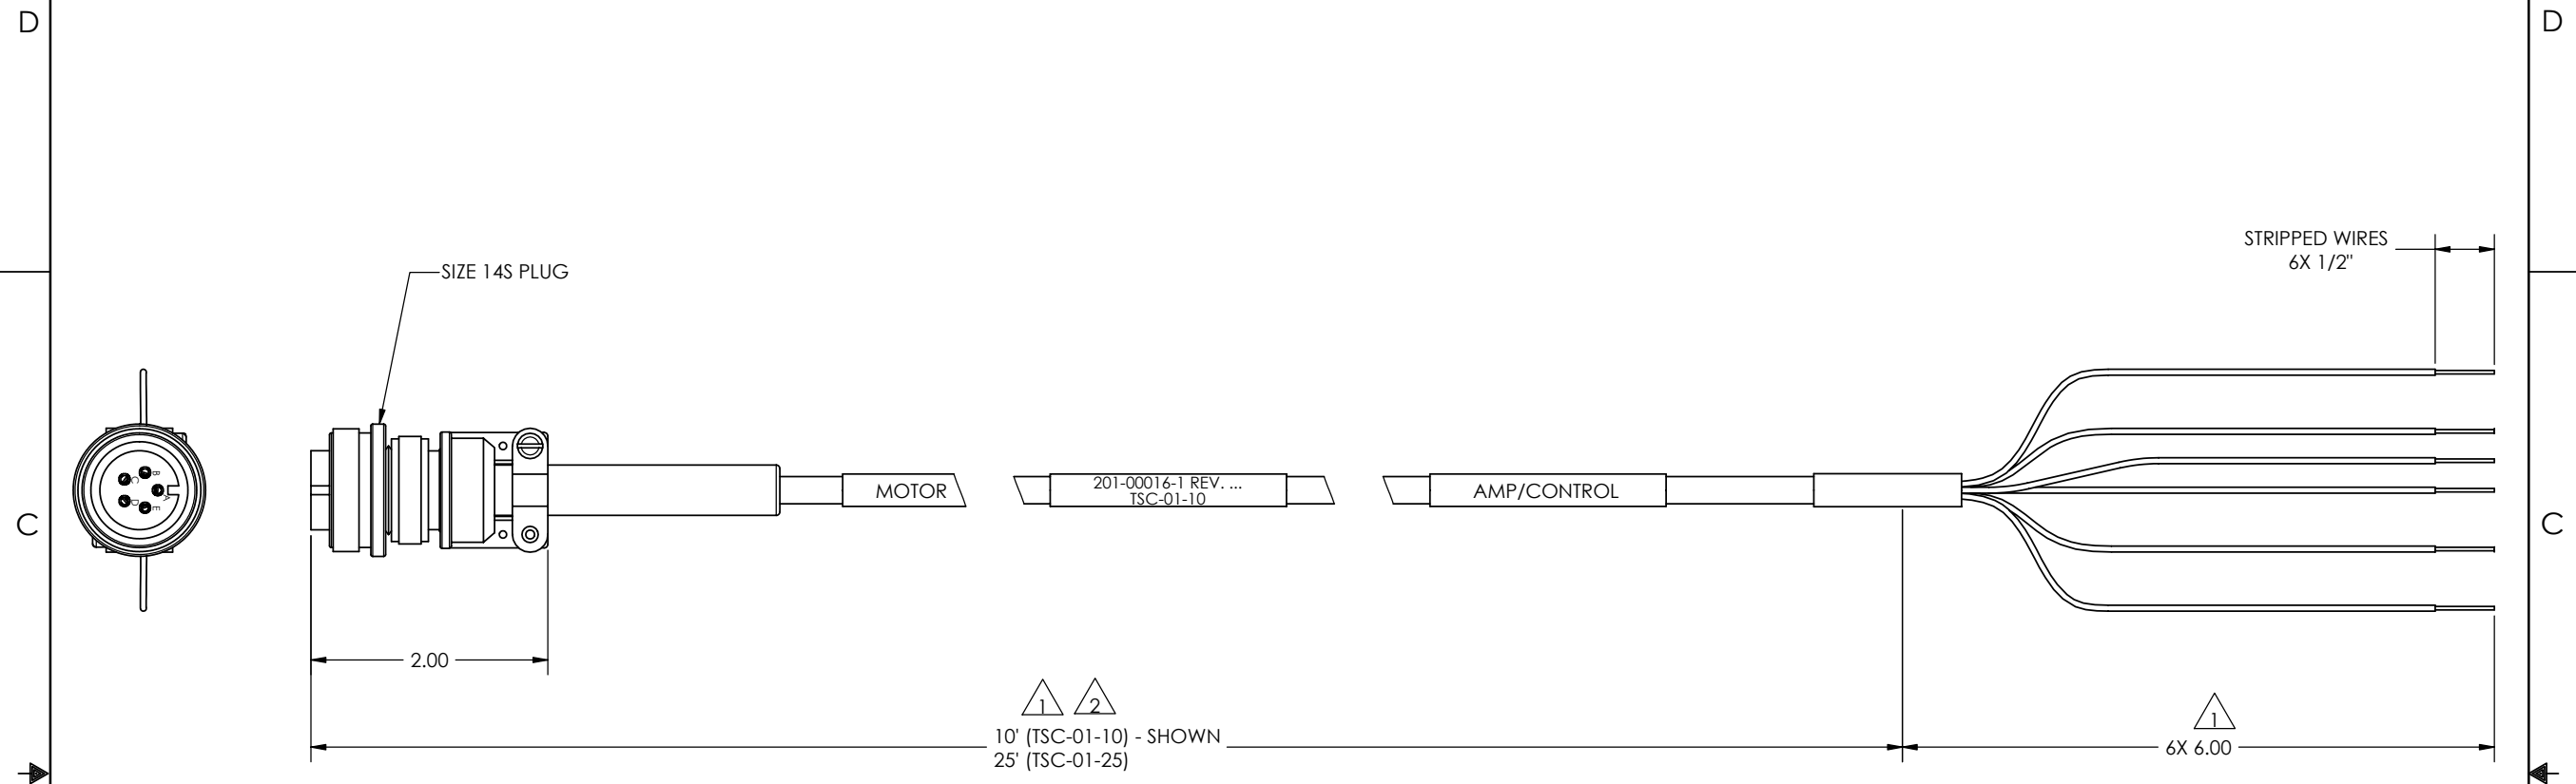 D
D
STRIPPED WIRES
6X 1/2"
SIZE 14S PLUG
B
C
A
D
E
MOTOR
201-00016-1 REV. ...
TSC-01-10
AMP/CONTROL
C
C
2.00
1
2
10' (TSC-01-10) - SHOWN
25' (TSC-01-25)
1
6X 6.00